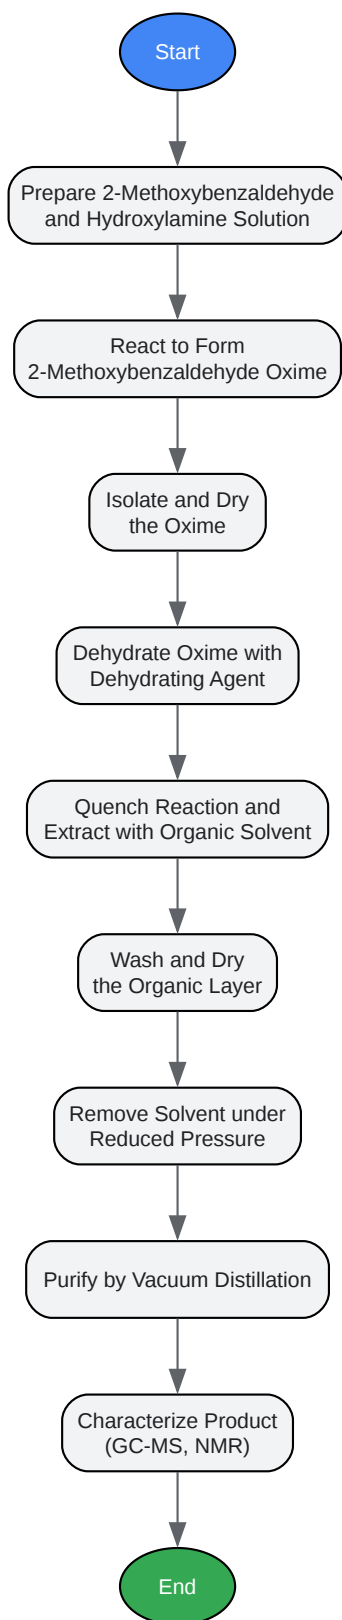 Start
Prepare 2-Methoxybenzaldehyde
and Hydroxylamine Solution
React to Form
2-Methoxybenzaldehyde Oxime
Isolate and Dry
the Oxime
Dehydrate Oxime with
Dehydrating Agent
Quench Reaction and
Extract with Organic Solvent
Wash and Dry
the Organic Layer
Remove Solvent under
Reduced Pressure
Purify by Vacuum Distillation
Characterize Product
(GC-MS, NMR)
End